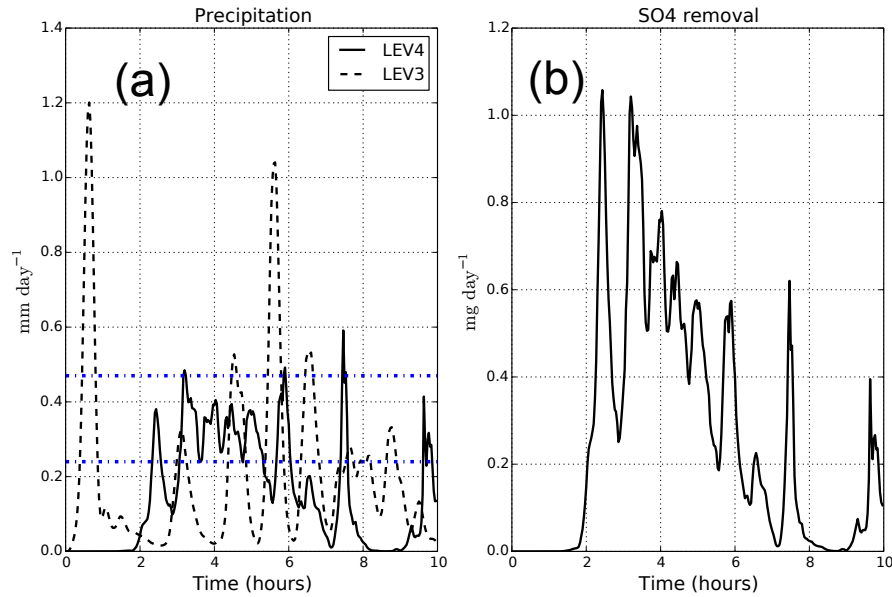 Precipitation
SO4 removal
1.4
1.2
1.0
0.8
0.6
0.4
0.2
0.0
0
2
4
6
8
10
mm day⁻¹
Time (hours)
(a)
LEV4
LEV3
1.2
1.0
0.8
0.6
0.4
0.2
0.0
0
2
4
6
8
10
mg day⁻¹
Time (hours)
(b)